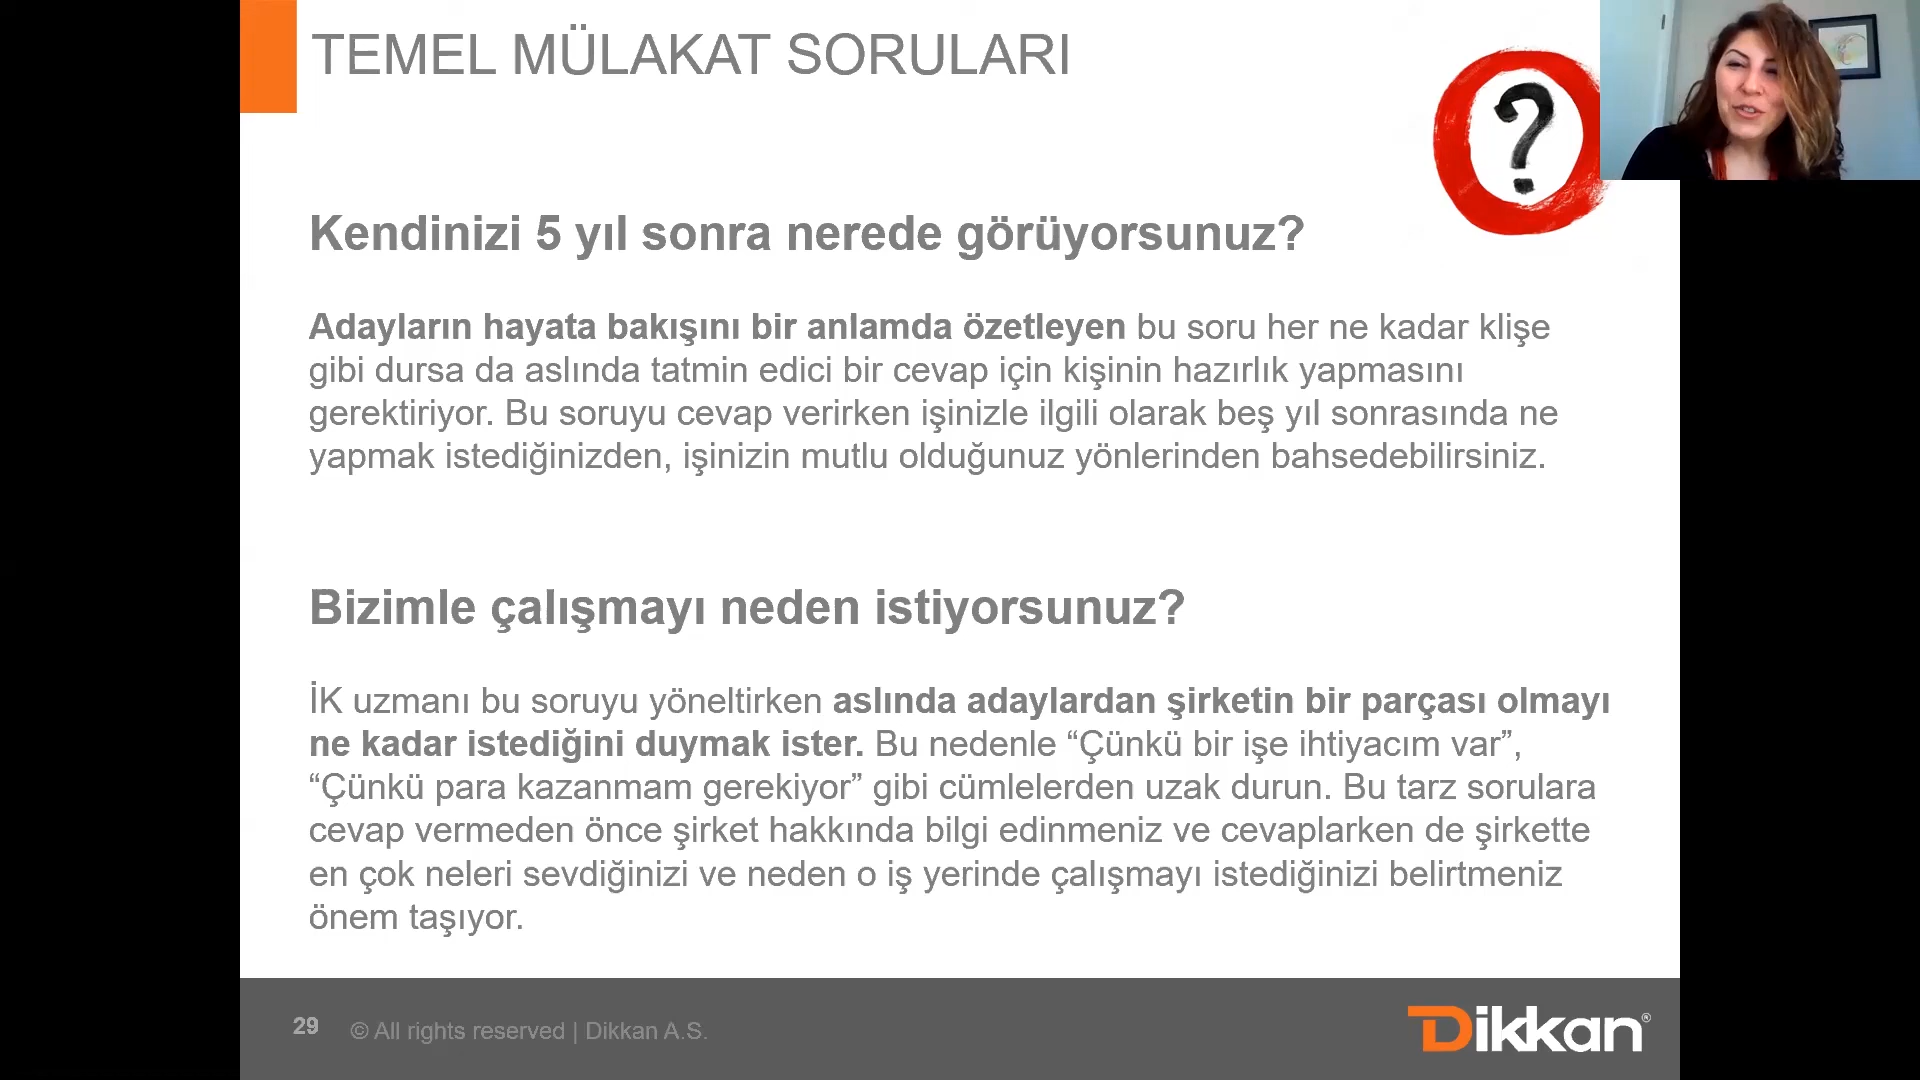 TEMEL MÜLAKAT SORULARI
?
Kendinizi 5 yıl sonra nerede görüyorsunuz?
Adayların hayata bakışını bir anlamda özetleyen bu soru her ne kadar klişe
gibi dursa da aslında tatmin edici bir cevap için kişinin hazırlık yapmasını
gerektiriyor. Bu soruyu cevap verirken işinizle ilgili olarak beş yıl sonrasında ne
yapmak istediğinizden, işinizin mutlu olduğunuz yönlerinden bahsedebilirsiniz.
Bizimle çalışmayı neden istiyorsunuz?
İK uzmanı bu soruyu yöneltirken aslında adaylardan şirketin bir parçası olmayı
ne kadar istediğini duymak ister. Bu nedenle “Çünkü bir işe ihtiyacım var”,
“Çünkü para kazanmam gerekiyor” gibi cümlelerden uzak durun. Bu tarz sorulara
cevap vermeden önce şirket hakkında bilgi edinmeniz ve cevaplarken de şirkette
en çok neleri sevdiğinizi ve neden o iş yerinde çalışmayı istediğinizi belirtmeniz
önem taşıyor.
29 © All rights reserved | Dikkan A.S.
Dikkan®